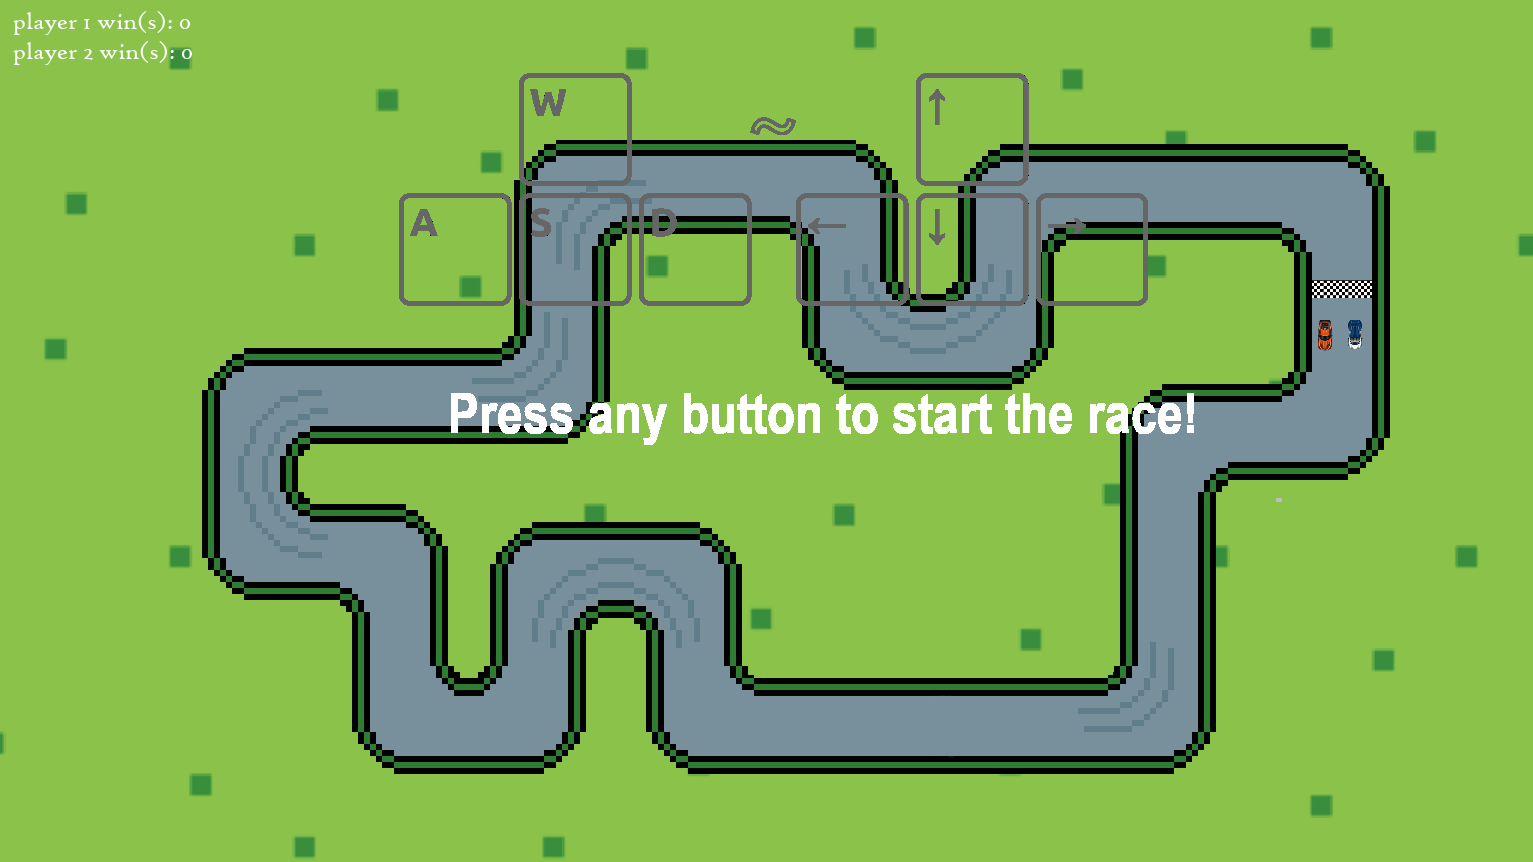 player 1 win(s): 0
player 2 win(s): 0
W
↑
A S D ← ↓ →
Press any button to start the race!